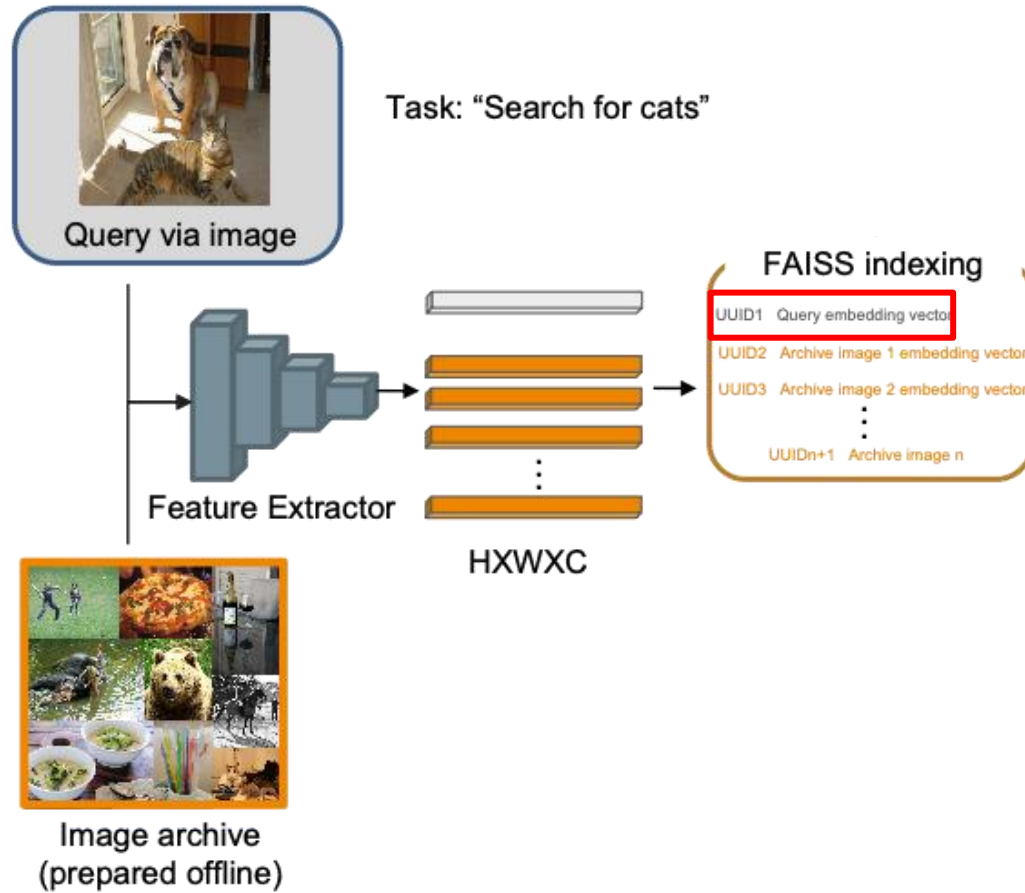 Task: “Search for cats”
Query via image
FAISS indexing
UUID1 Query embedding vector
UUID2 Archive image 1 embedding vector
UUID3 Archive image 2 embedding vector
UUIDn+1 Archive image n
Feature Extractor
HXWXC
Image archive
(prepared offline)